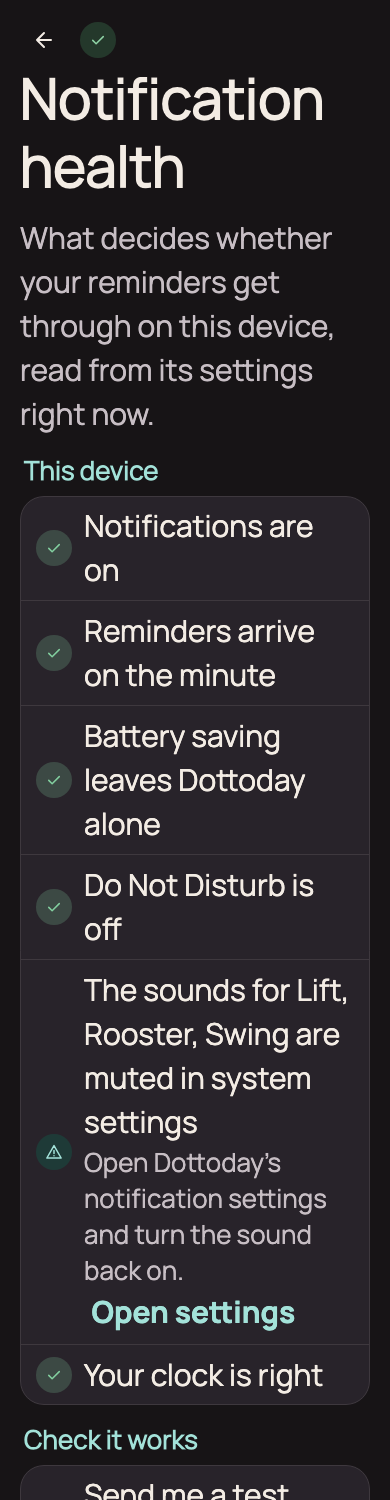 Notification
health
What decides whether
your reminders get
through on this device,
read from its settings
right now.
This device
Notifications are
on
Reminders arrive
on the minute
Battery saving
leaves Dottoday
alone
Do Not Disturb is
off
The sounds for Lift,
Rooster, Swing are
muted in system
settings
Open Dottoday's
notification settings
and turn the sound
back on.
Open settings
Your clock is right
Check it works
Send me a test